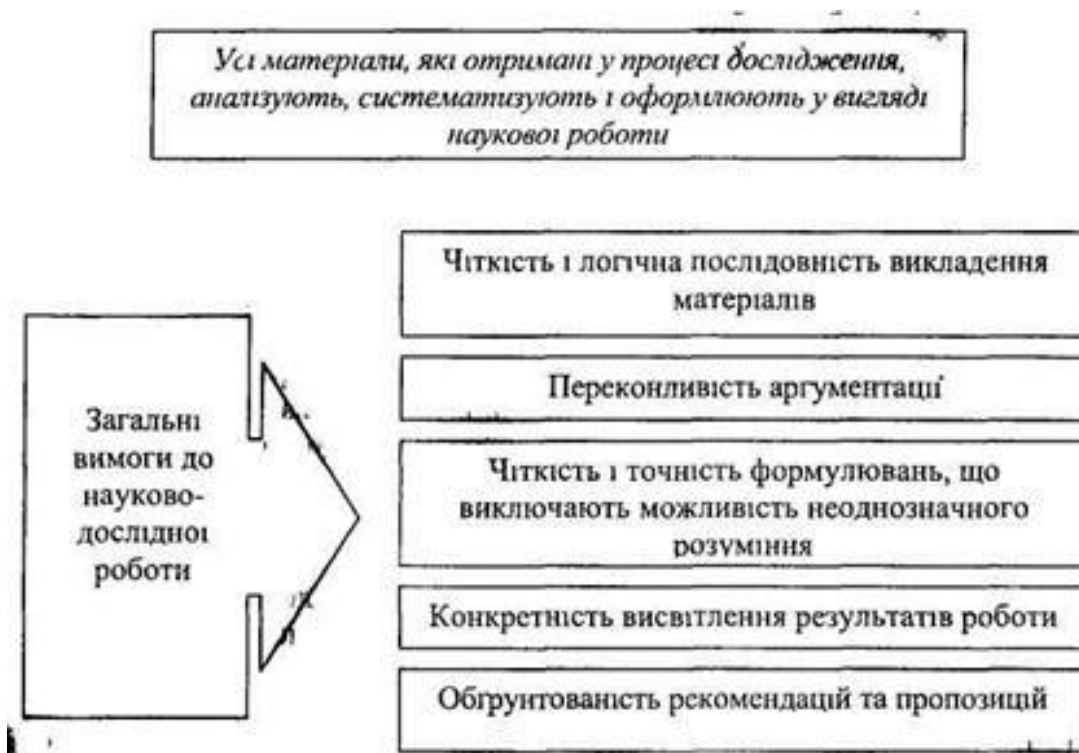 Усі матеріали, які отримані у процесі дослідження,
аналізують, систематизують і оформлюють у вигляді
наукової роботи
Загальні
вимоги до
науково-
дослідної
роботи
Чіткість і логічна послідовність викладення
матеріалів
Переконливість аргументації
Чіткість і точність формулювань, що
виключають можливість неоднозначного
розуміння
Конкретність висвітлення результатів роботи
Обґрунтованість рекомендацій та пропозицій